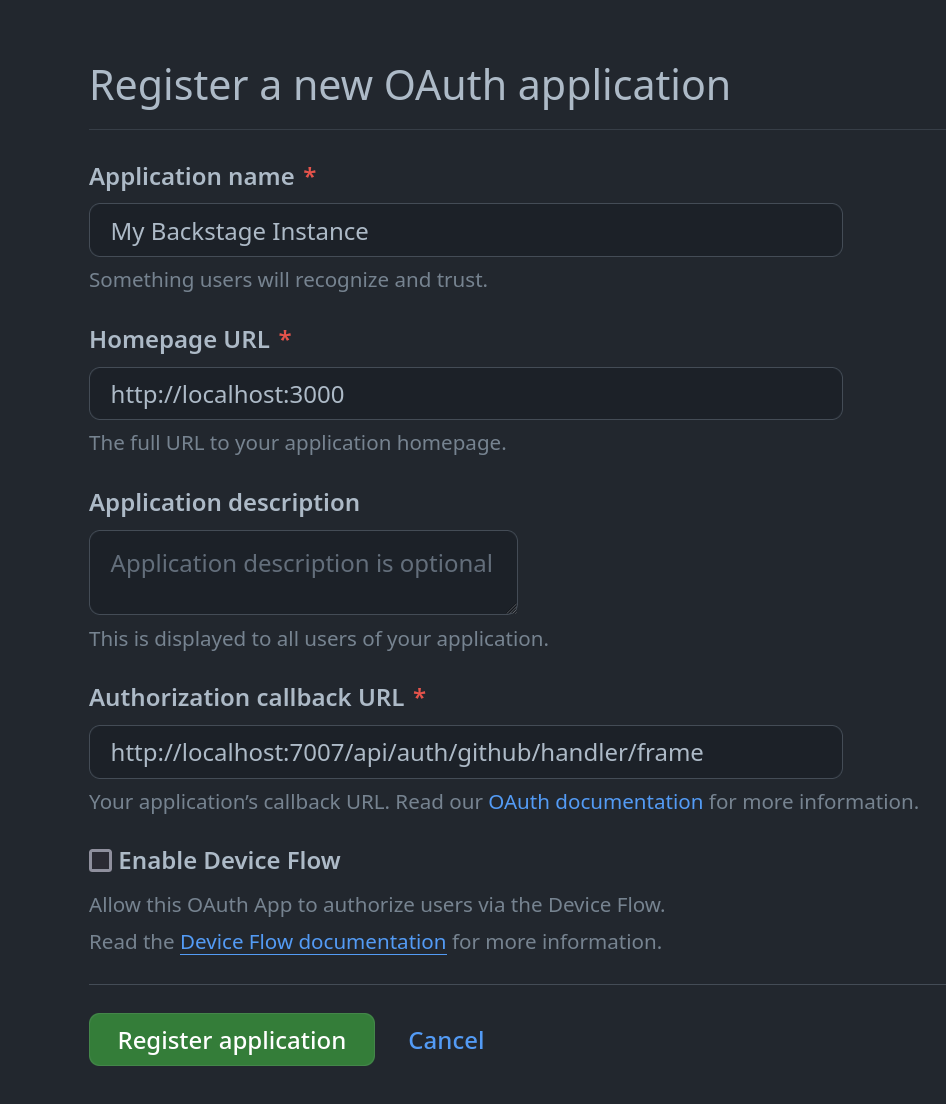 Register a new OAuth application
Application name *
My Backstage Instance
Something users will recognize and trust.
Homepage URL *
http://localhost:3000
The full URL to your application homepage.
Application description
Application description is optional
This is displayed to all users of your application.
Authorization callback URL *
http://localhost:7007/api/auth/github/handler/frame
Your application’s callback URL. Read our OAuth documentation for more information.
Enable Device Flow
Allow this OAuth App to authorize users via the Device Flow.
Read the Device Flow documentation for more information.
Register application Cancel